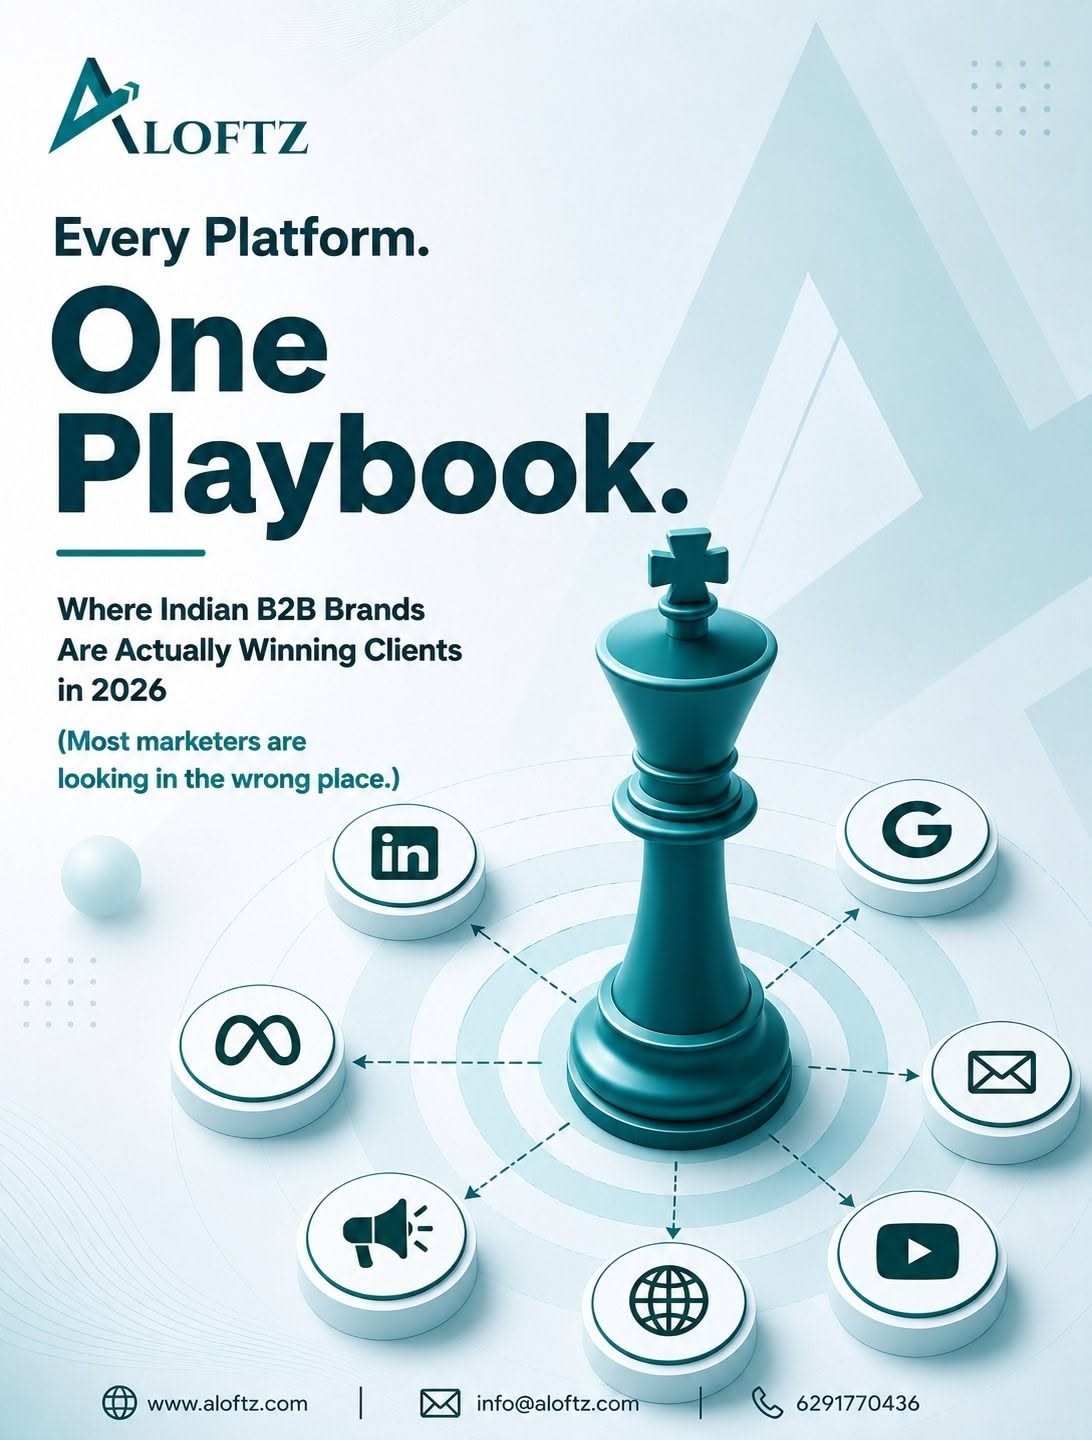 ALOFTZ
Every Platform.
One
Playbook.
Where Indian B2B Brands
Are Actually Winning Clients
in 2026
(Most marketers are
looking in the wrong place.)
in
G
www.aloftz.com | info@aloftz.com | 6291770436